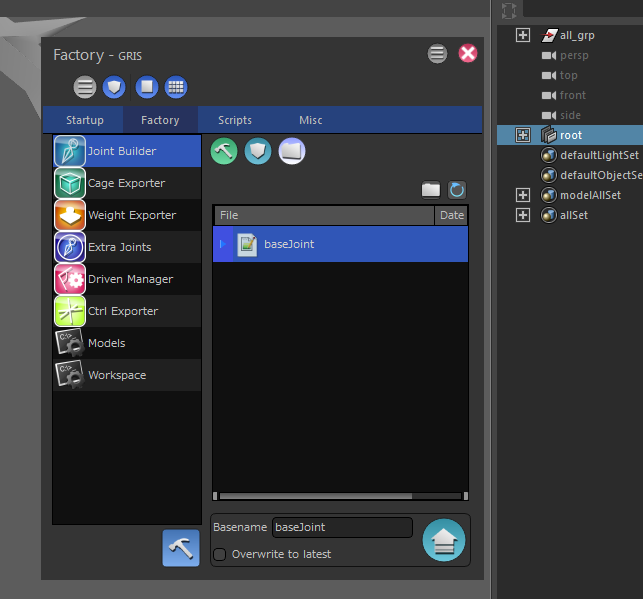 Factory - GRIS
Startup Factory Scripts Misc
Joint Builder
Cage Exporter
Weight Exporter
Extra Joints
Driven Manager
Ctrl Exporter
Models
Workspace
File Date
baseJoint
Basename baseJoint
Overwrite to latest
all_grp
persp
top
front
side
root
defaultLightSet
defaultObjectSe
modelAllSet
allSet